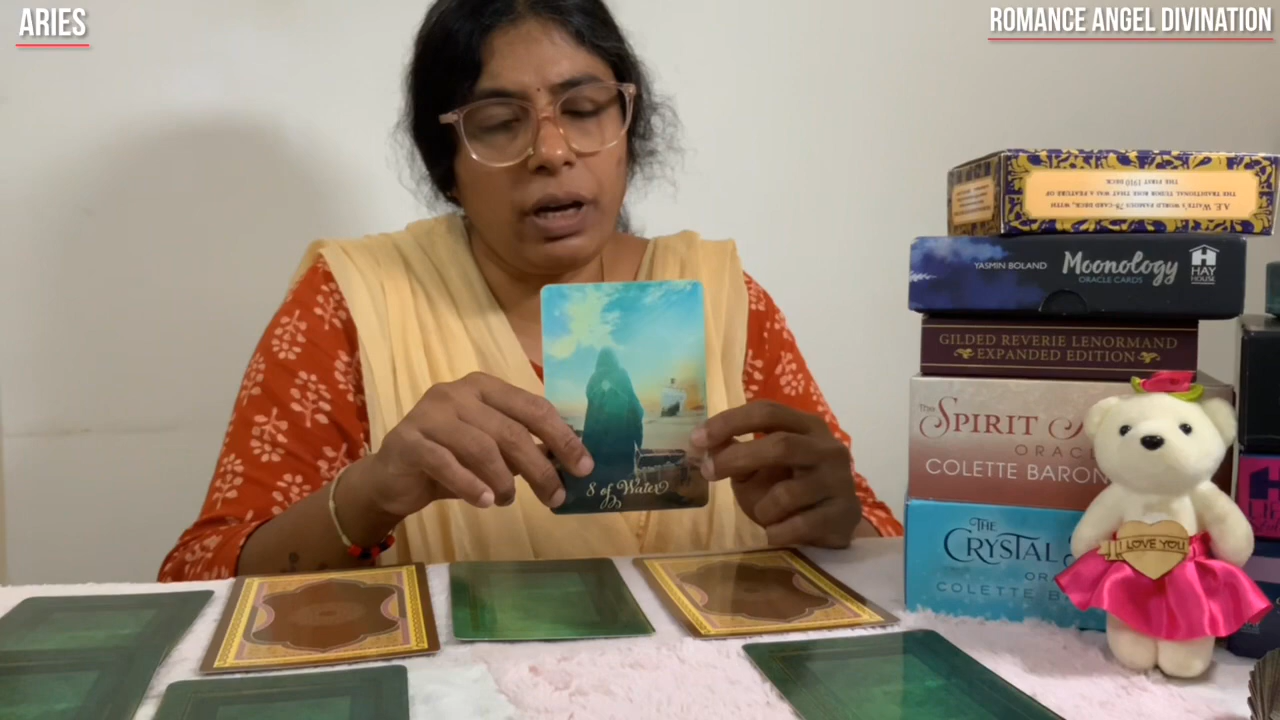 ARIES
ROMANCE ANGEL DIVINATION
A.E. WAITE'S WORLD FAMOUS 78-CARD DECK, WITH
THE TRADITIONAL TUDOR ROSE THAT WAS A FEATURE OF
THE FIRST 1910 DECK
YASMIN BOLAND
Moonology
ORACLE CARDS
HAY
HOUSE
GILDED REVERIE LENORMAND
EXPANDED EDITION
The
SPIRIT
ORAC
COLETTE BARON
THE
CRYSTAL
OR
COLETTE B
I LOVE YOU
8 of Water